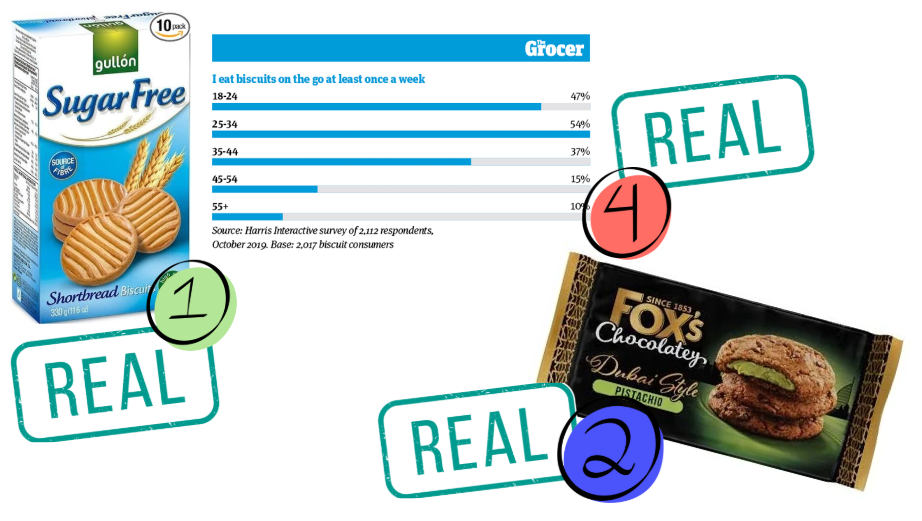 10 pack
gullón
Sugar Free
SOURCE of FIBRE
Shortbread Biscuit
330 g (11.6 oz)
1
REAL
The Grocer
I eat biscuits on the go at least once a week
18-24 47%
25-34 54%
35-44 37%
45-54 15%
55+ 10%
Source: Harris Interactive survey of 2,112 respondents,
October 2019. Base: 2,017 biscuit consumers
REAL
4
SINCE 1853
FOX's
Chocolatey
Dubai Style
PISTACHIO
REAL
2